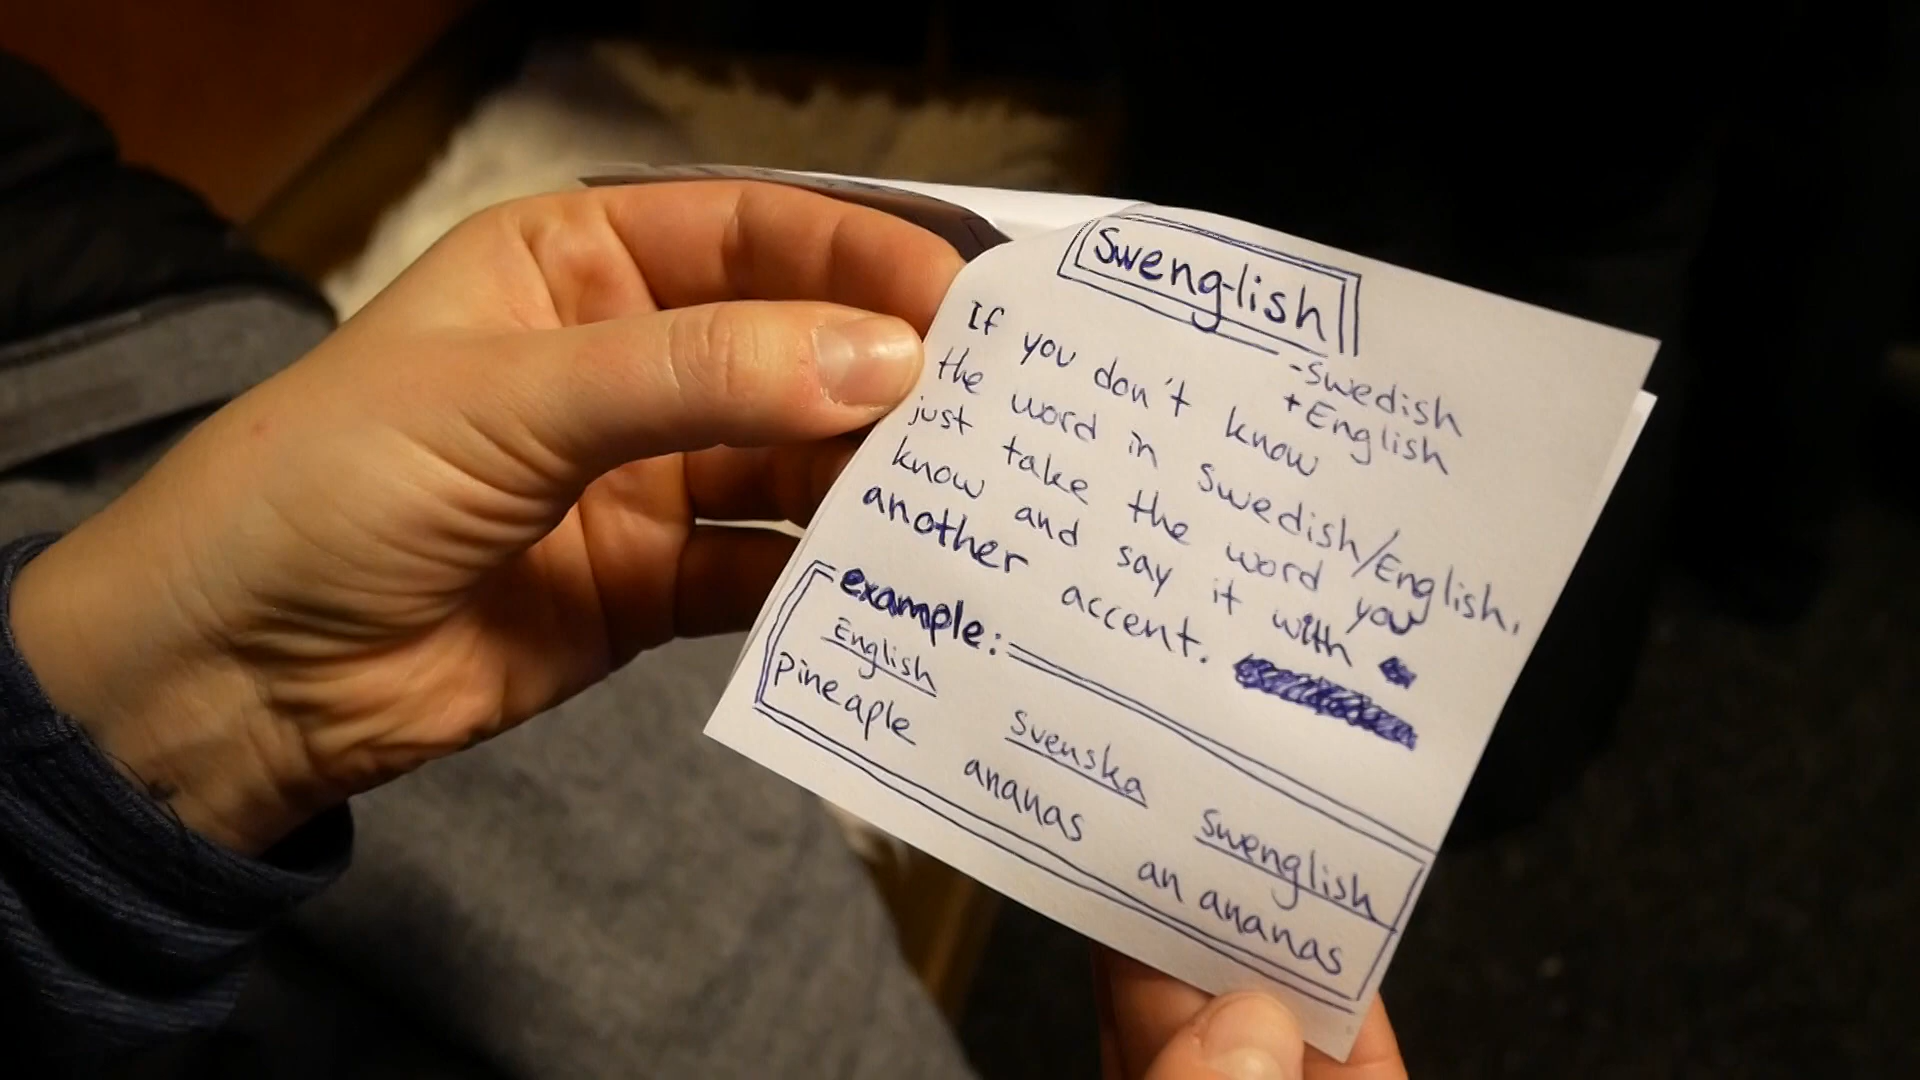 Swenglish
-Swedish
+English
If you don't know
the word in Swedish/English,
just take the word you
know and say it with
another accent.
example:
English Svenska Swenglish
pineaple ananas an ananas